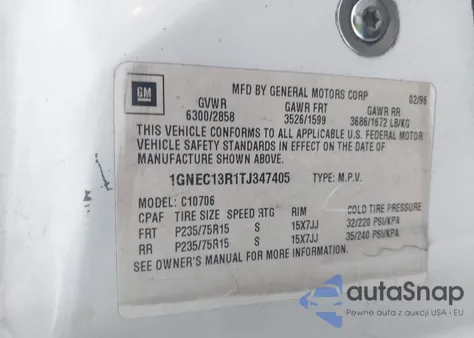 GM
MFD BY GENERAL MOTORS CORP 02/96
GVWR GAWR FRT GAWR RR
6300/2858 3526/1599 3686/1672 LB/KG
THIS VEHICLE CONFORMS TO ALL APPLICABLE U.S. FEDERAL MOTOR
VEHICLE SAFETY STANDARDS IN EFFECT ON THE DATE OF
MANUFACTURE SHOWN ABOVE.
1GNEC13R1TJ347405 TYPE: M.P.V.
MODEL: C10706
CPAF TIRE SIZE SPEED RTG RIM COLD TIRE PRESSURE
FRT P235/75R15 S 15X7JJ 32/220 PSI/KPA
RR P235/75R15 S 15X7JJ 35/240 PSI/KPA
SEE OWNER'S MANUAL FOR MORE INFORMATION.
autaSnap
Pewne auta z aukcji USA - EU